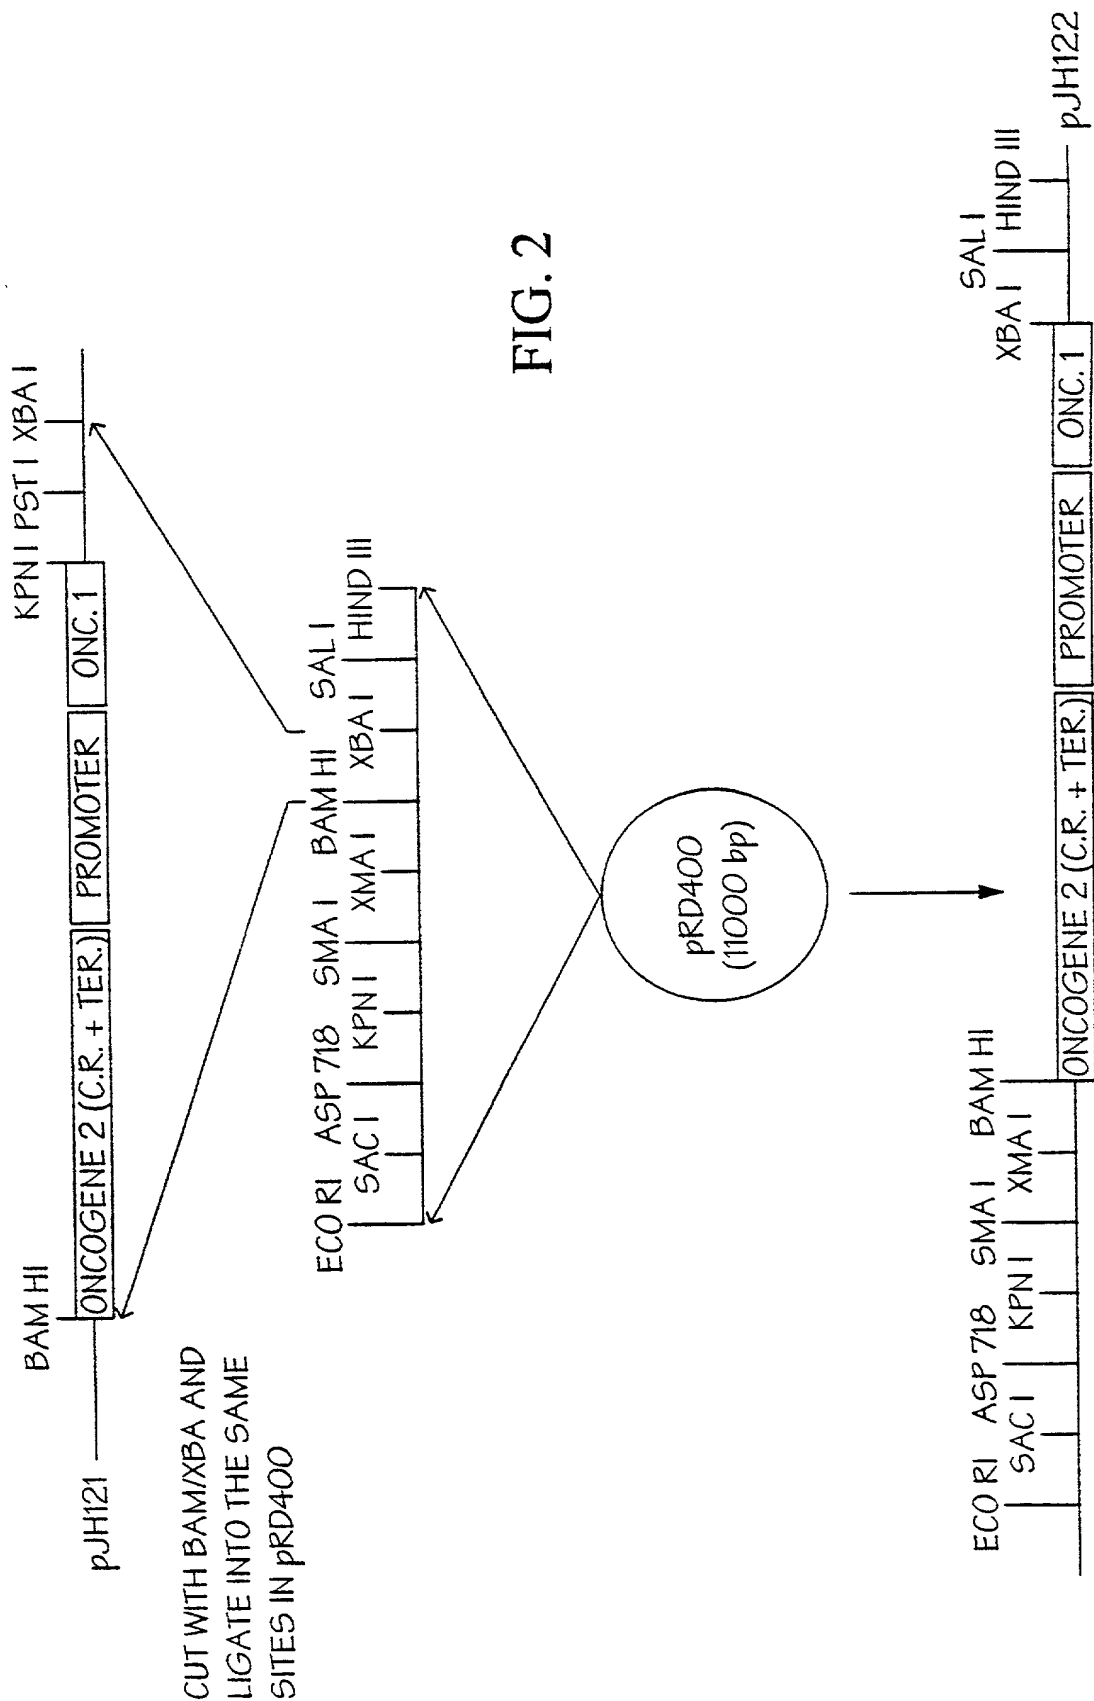 BAM HI
KPN I PST I XBA I
ONCOGENE 2 (C.R. + TER.) PROMOTER ONC.1
pJH121
CUT WITH BAM/XBA AND
LIGATE INTO THE SAME
SITES IN pRD400
ECO RI ASP 718 SMA I BAM HI SAL I
SAC I KPN I XMA I XBA I HIND III
pRD400
(11000 bp)
FIG. 2
ECO RI ASP 718 SMA I BAM HI SAL I
SAC I KPN I XMA I XBA I HIND III
ONCOGENE 2 (C.R. + TER.) PROMOTER ONC.1
pJH122